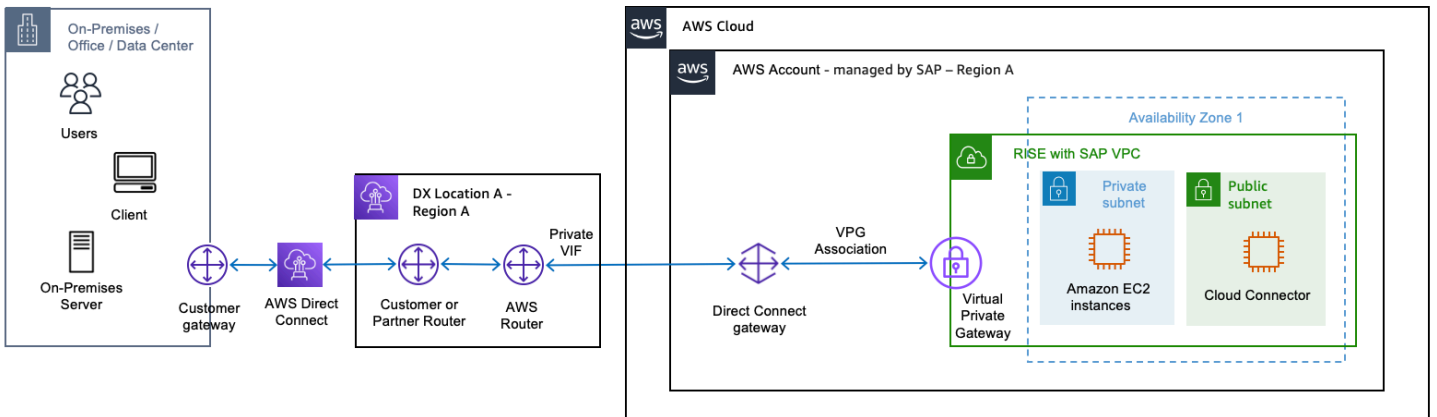 On-Premises /
Office / Data Center
Users
Client
On-Premises
Server
Customer
gateway
AWS Direct
Connect
DX Location A -
Region A
Customer or
Partner Router
AWS
Router
Private
VIF
aws
AWS Cloud
aws
AWS Account - managed by SAP – Region A
Direct Connect
gateway
VPG
Association
Virtual
Private
Gateway
Availability Zone 1
RISE with SAP VPC
Private
subnet
Amazon EC2
instances
Public
subnet
Cloud Connector